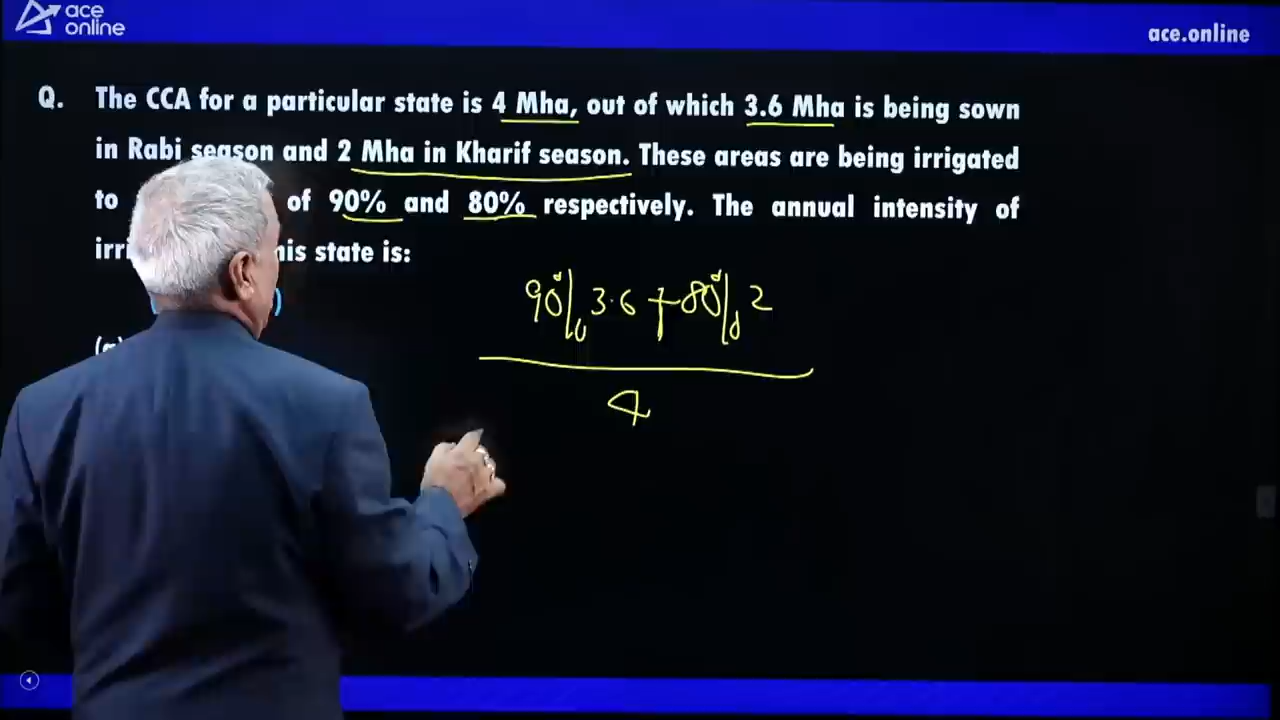 ace
online
ace.online
Q. The CCA for a particular state is 4 Mha, out of which 3.6 Mha is being sown
in Rabi season and 2 Mha in Kharif season. These areas are being irrigated
to of 90% and 80% respectively. The annual intensity of
state is:
90% 3.6 + 80% 2
4